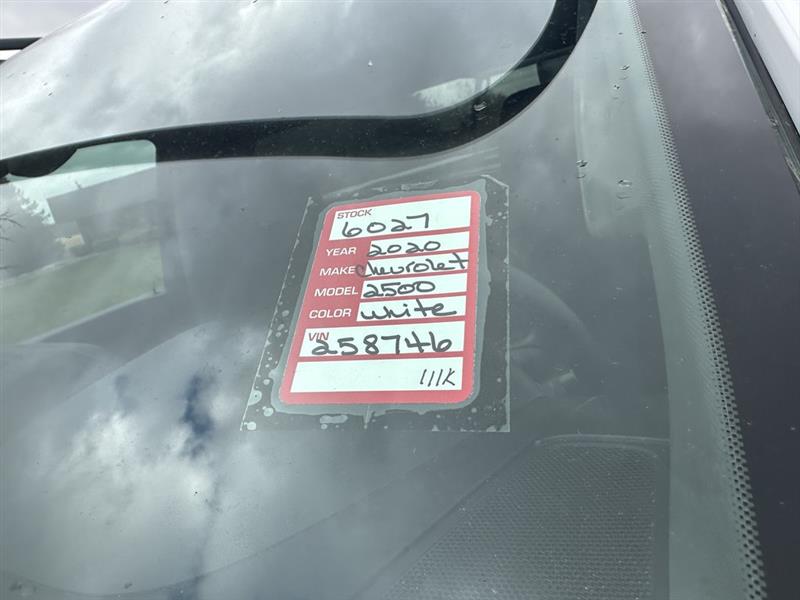 STOCK
6027
YEAR 2020
MAKE Chevrolet
MODEL 2500
COLOR white
VIN
258746
111K